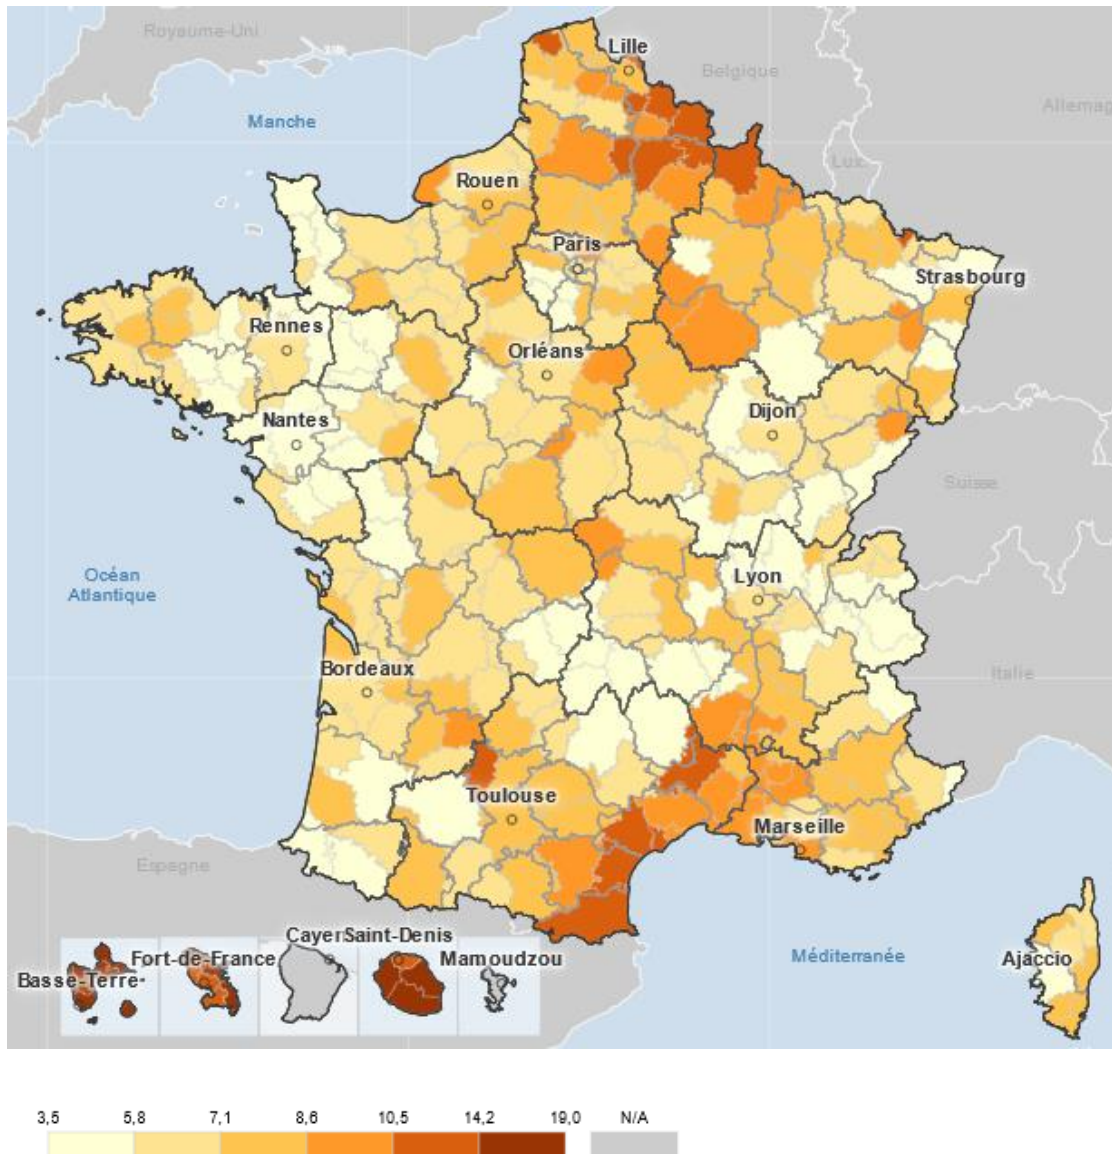 Royaume-Uni
Lille
Belgique
Allemag
Manche
Lux.
Rouen
Paris
Strasbourg
Rennes
Orléans
Nantes
Dijon
Suisse
Océan
Atlantique
Lyon
Bordeaux
Italie
Toulouse
Marseille
Espagne
CayerSaint-Denis
Basse-Terre
Fort-de-France
Mamoudzou
Méditerranée
Ajaccio
3,5 5,8 7,1 8,6 10,5 14,2 19,0 N/A